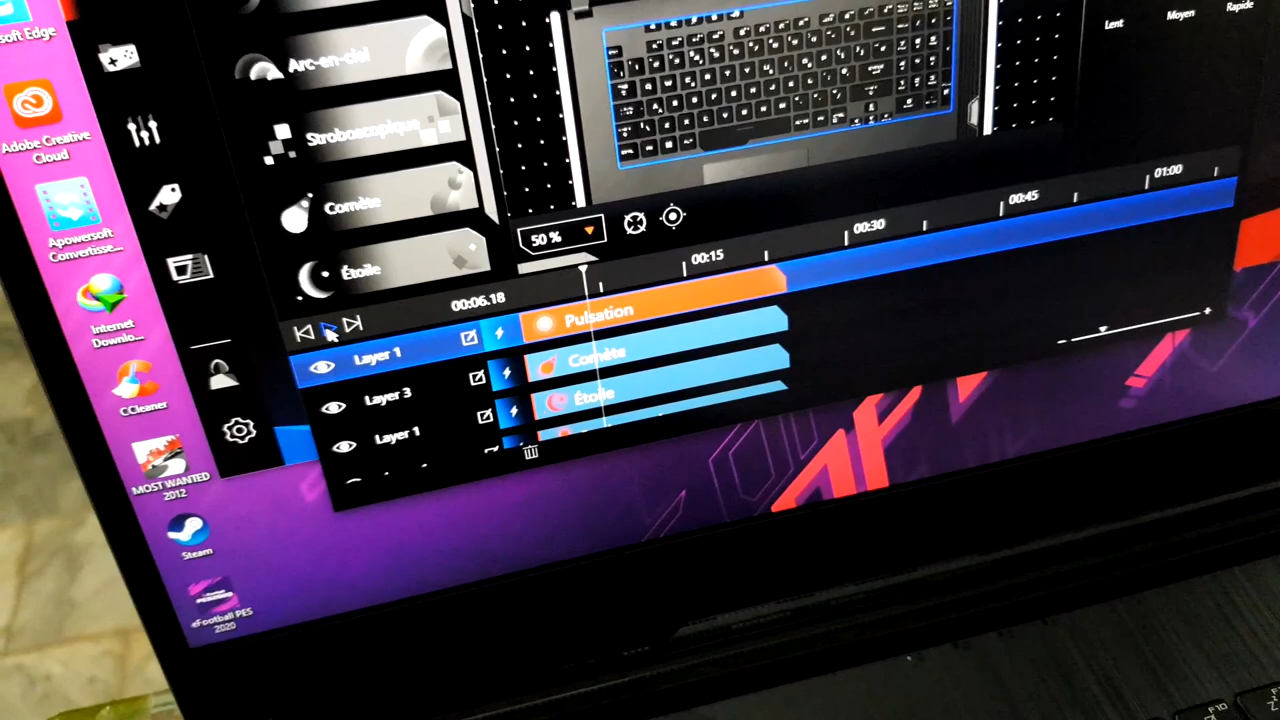 soft Edge
Adobe Creative
Cloud
Apowersoft
Convertisse...
Internet
Downlo...
CCleaner
MOST WANTED
2012
Steam
eFootball PES
2020
Arc-en-ciel
Stroboscopique
Comète
Étoile
Lent
Moyen
Rapide
50 %
00:15
00:30
00:45
01:00
00:06.18
Layer 1
Pulsation
Layer 3
Comète
Layer 1
Étoile
F10